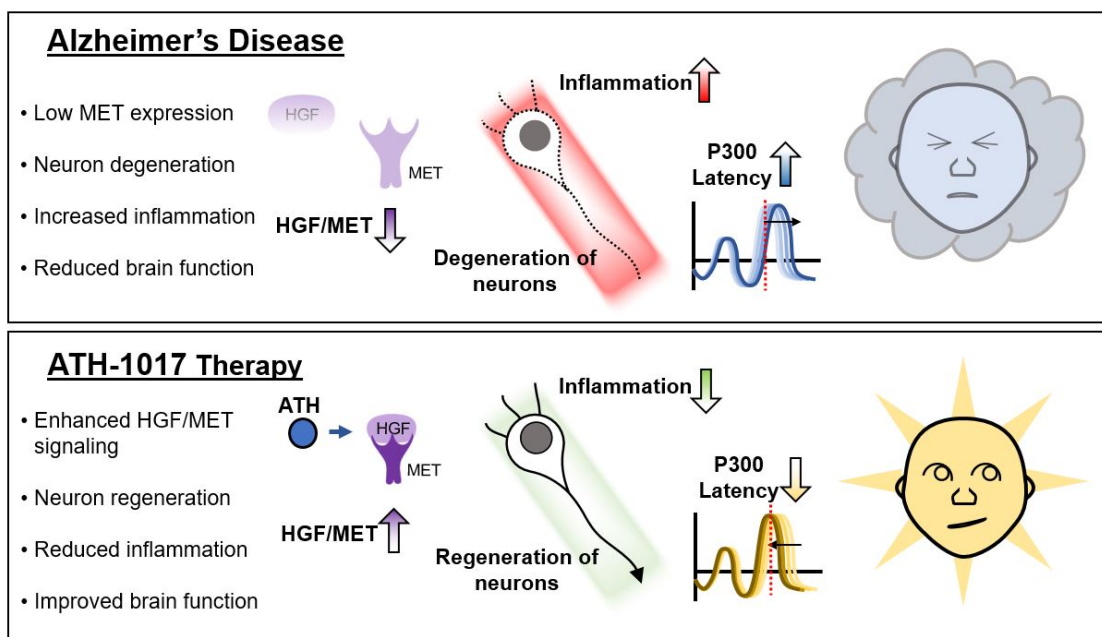 Alzheimer's Disease
• Low MET expression
• Neuron degeneration
• Increased inflammation
• Reduced brain function
HGF
MET
HGF/MET
Inflammation
Degeneration of
neurons
P300
Latency
ATH-1017 Therapy
• Enhanced HGF/MET
signaling
• Neuron regeneration
• Reduced inflammation
• Improved brain function
ATH
HGF
MET
HGF/MET
Inflammation
Regeneration of
neurons
P300
Latency